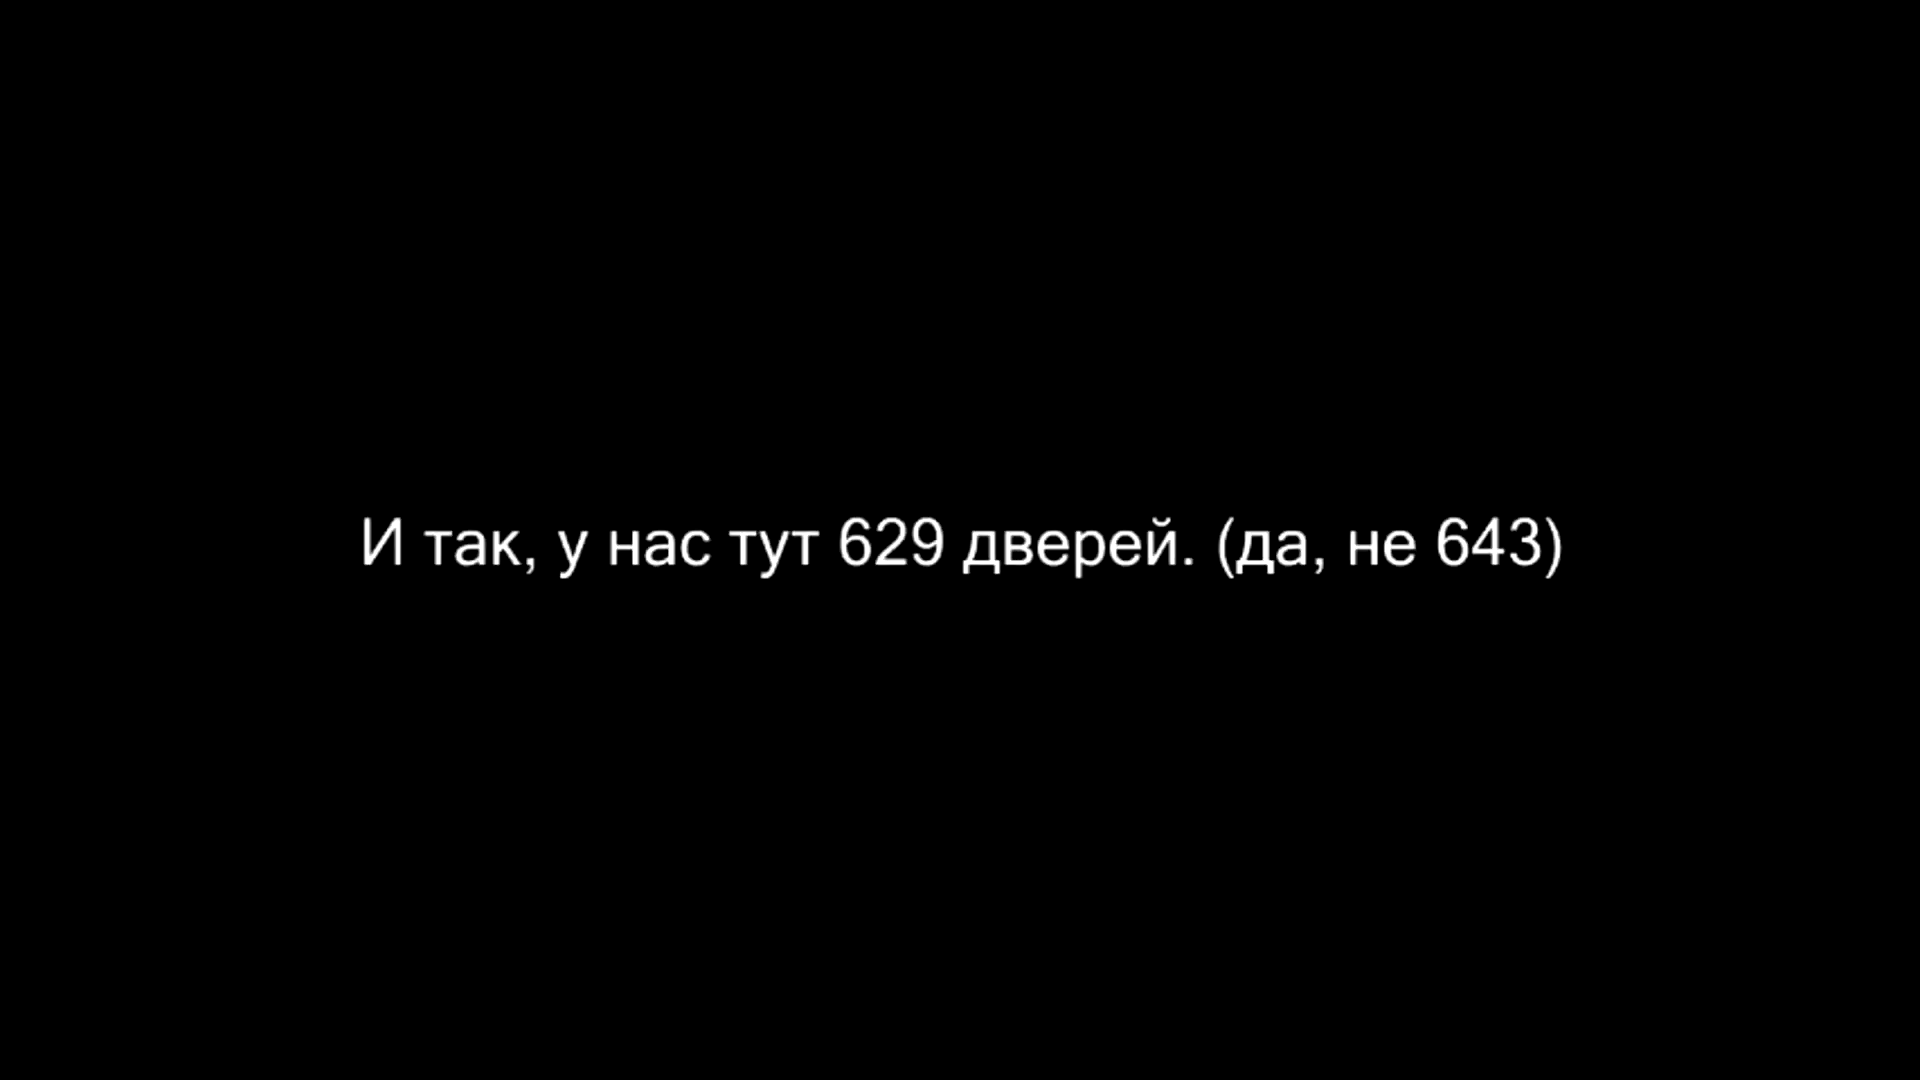 И так, у нас тут 629 дверей. (да, не 643)